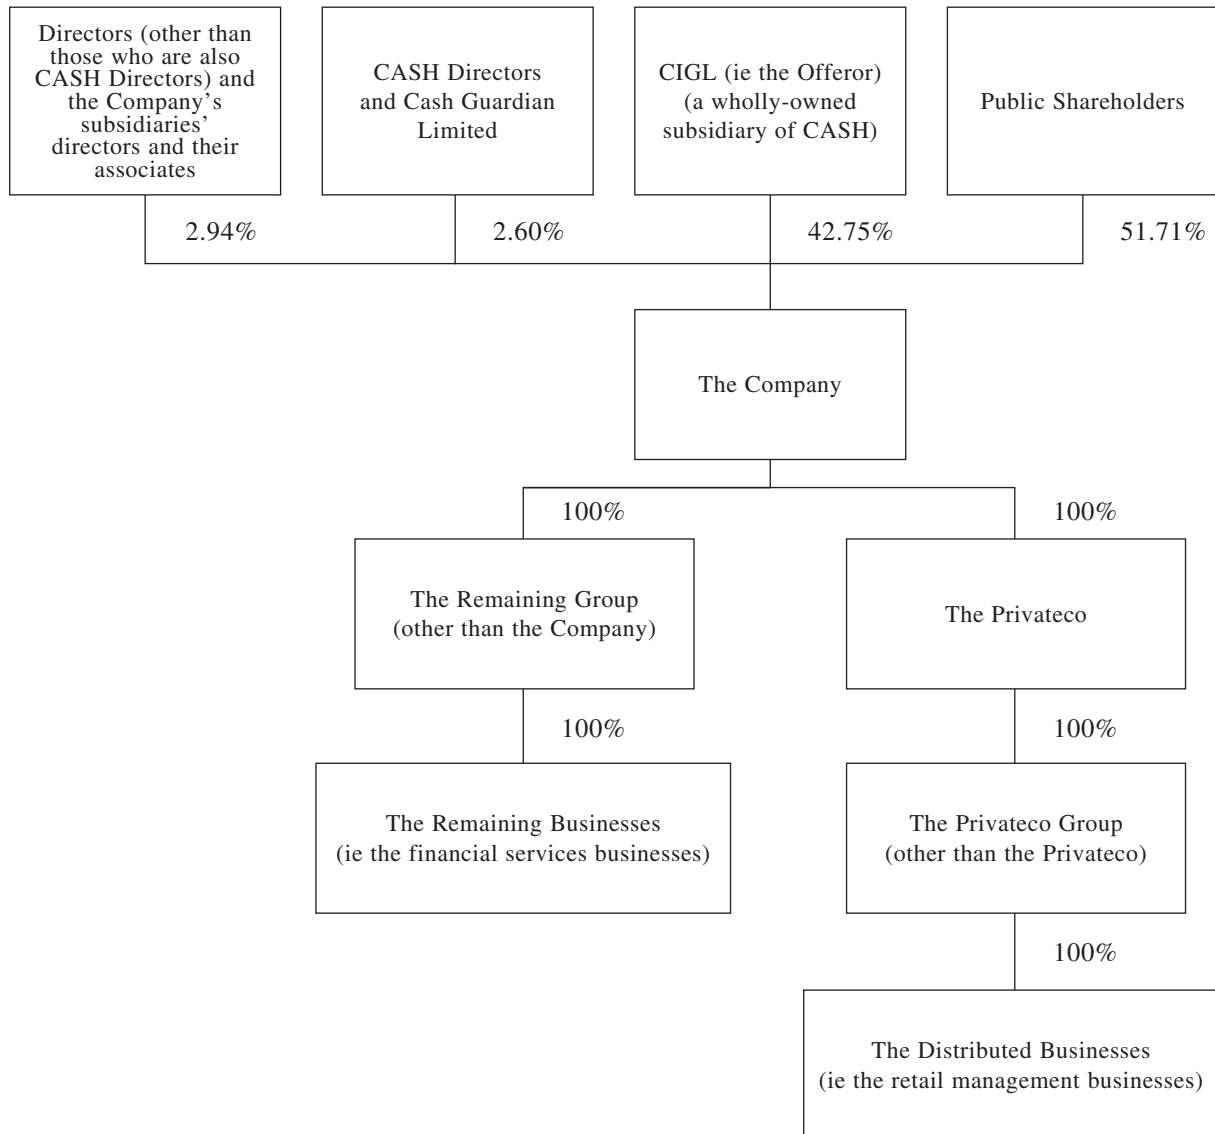 Directors (other than
those who are also
CASH Directors) and
the Company's
subsidiaries'
directors and their
associates
CASH Directors
and Cash Guardian
Limited
CIGL (ie the Offeror)
(a wholly-owned
subsidiary of CASH)
Public Shareholders
2.94%
2.60%
42.75%
51.71%
The Company
100%
100%
The Remaining Group
(other than the Company)
The Privateco
100%
100%
The Remaining Businesses
(ie the financial services businesses)
The Privateco Group
(other than the Privateco)
100%
The Distributed Businesses
(ie the retail management businesses)